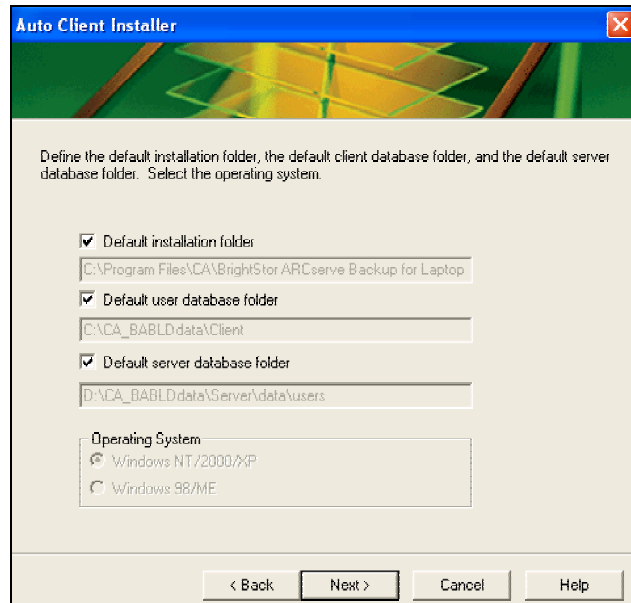 Auto Client Installer
Define the default installation folder, the default client database folder, and the default server
database folder. Select the operating system.
Default installation folder
C:\Program Files\CA\BrightStor ARCserve Backup for Laptop
Default user database folder
C:\CA_BABLDdata\Client
Default server database folder
D:\CA_BABLDdata\Server\data\users
Operating System
Windows NT/2000/XP
Windows 98/ME
< Back Next > Cancel Help